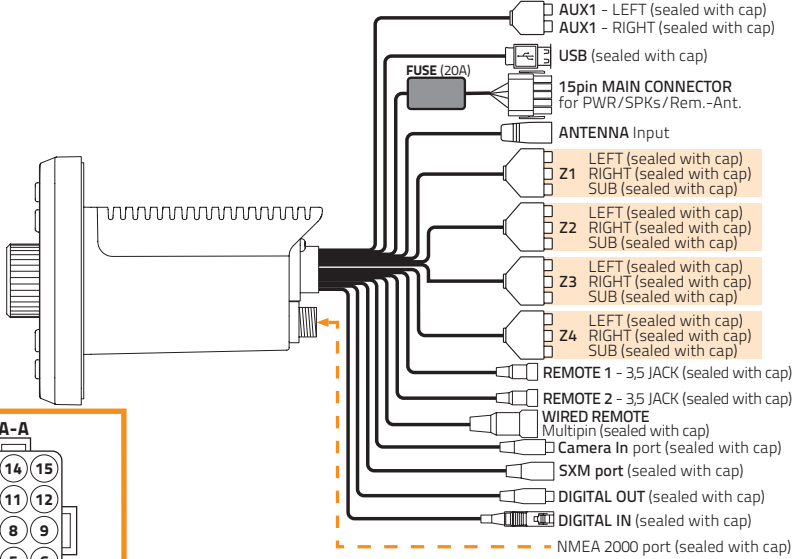 AUX1 - LEFT (sealed with cap)
AUX1 - RIGHT (sealed with cap)
USB (sealed with cap)
FUSE (20A)
15pin MAIN CONNECTOR
for PWR/SPKs/Rem.-Ant.
ANTENNA Input
LEFT (sealed with cap)
Z1 RIGHT (sealed with cap)
SUB (sealed with cap)
LEFT (sealed with cap)
Z2 RIGHT (sealed with cap)
SUB (sealed with cap)
LEFT (sealed with cap)
Z3 RIGHT (sealed with cap)
SUB (sealed with cap)
LEFT (sealed with cap)
Z4 RIGHT (sealed with cap)
SUB (sealed with cap)
REMOTE 1 - 3,5 JACK (sealed with cap)
REMOTE 2 - 3,5 JACK (sealed with cap)
WIRED REMOTE
Multipin (sealed with cap)
Camera In port (sealed with cap)
SXM port (sealed with cap)
DIGITAL OUT (sealed with cap)
DIGITAL IN (sealed with cap)
NMEA 2000 port (sealed with cap)
A-A
14 15
11 12
8 9
5 6